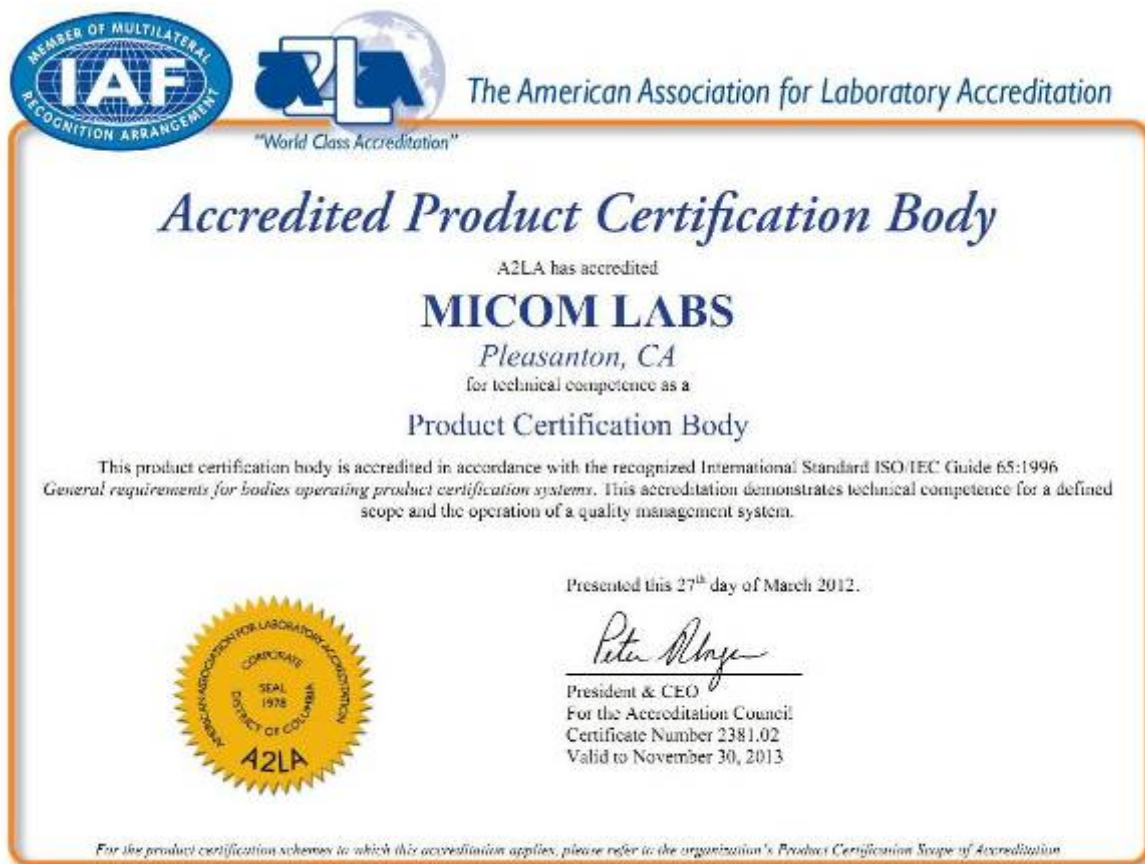 MEMBER OF MULTILATERAL
IAF
RECOGNITION ARRANGEMENT
A2LA
"World Class Accreditation"
The American Association for Laboratory Accreditation
Accredited Product Certification Body
A2LA has accredited
MICOM LABS
Pleasanton, CA
for technical competence as a
Product Certification Body
This product certification body is accredited in accordance with the recognized International Standard ISO/IEC Guide 65:1996
General requirements for bodies operating product certification systems. This accreditation demonstrates technical competence for a defined
scope and the operation of a quality management system.
Presented this 27th day of March 2012.
President & CEO
For the Accreditation Council
Certificate Number 2381.02
Valid to November 30, 2013
AMERICAN ASSOCIATION FOR LABORATORY ACCREDITATION
CORPORATE
SEAL
1978
DISTRICT OF COLUMBIA
A2LA
For the product certification schemes to which this accreditation applies, please refer to the organization's Product Certification Scope of Accreditation